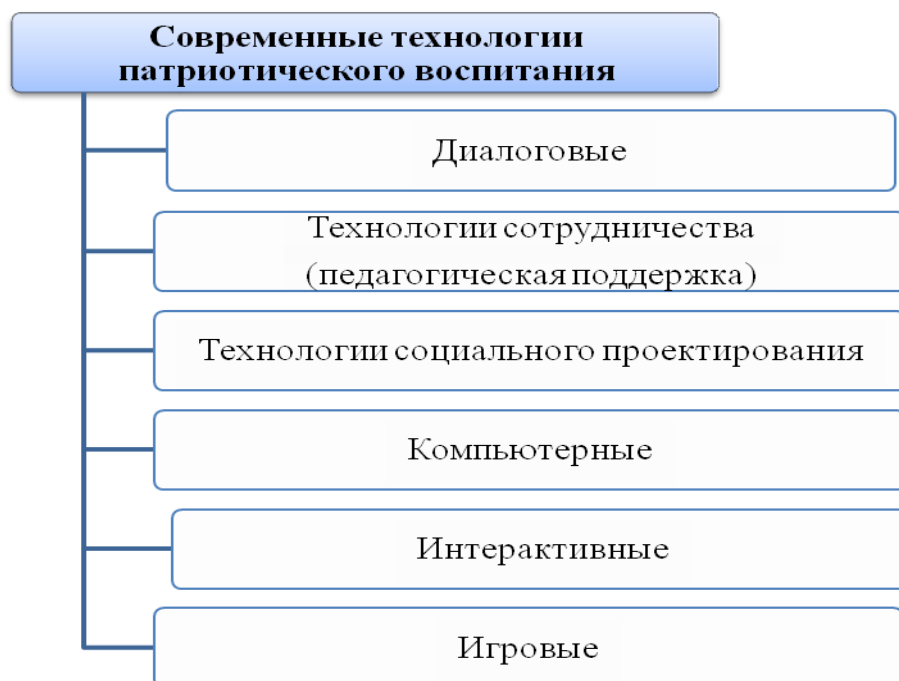 Современные технологии
патриотического воспитания
Диалоговые
Технологии сотрудничества
(педагогическая поддержка)
Технологии социального проектирования
Компьютерные
Интерактивные
Игровые